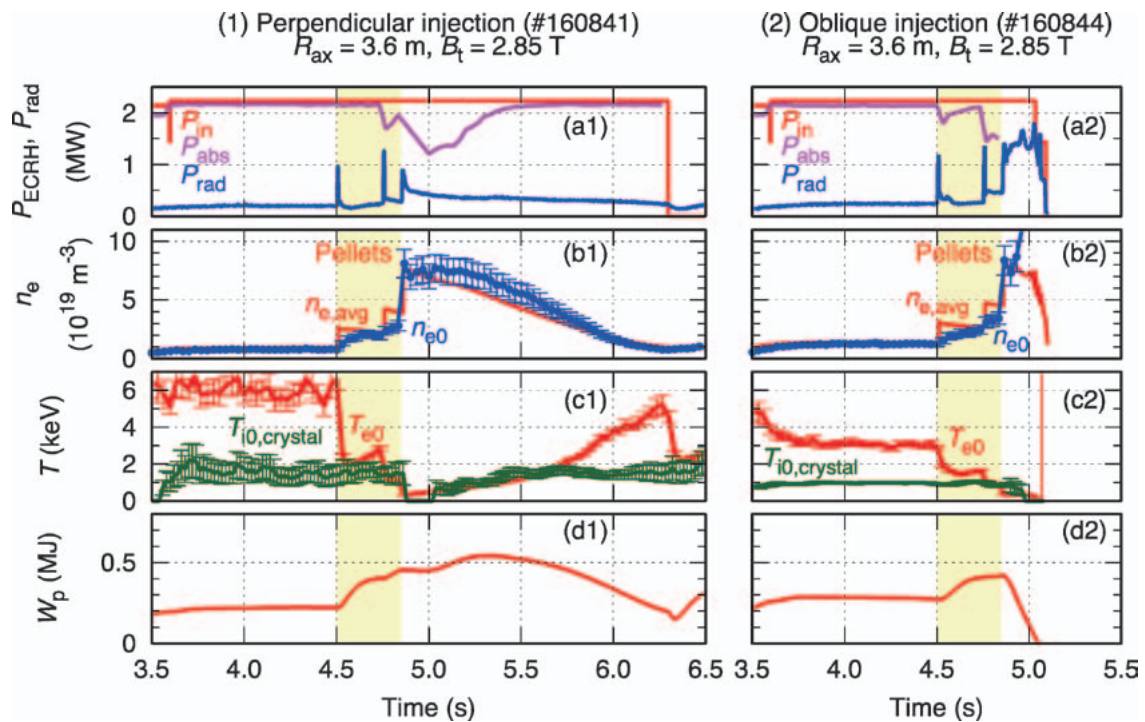 (1) Perpendicular injection (#160841)
R_ax = 3.6 m, B_t = 2.85 T
(2) Oblique injection (#160844)
R_ax = 3.6 m, B_t = 2.85 T
P_ECRH, P_rad
(MW)
2
1
0
P_in
P_abs
P_rad
(a1)
P_in
P_abs
P_rad
(a2)
n_e
(10^19 m^-3)
10
5
0
Pellets
n_e,avg
n_e0
(b1)
Pellets
n_e,avg
n_e0
(b2)
T (keV)
6
4
2
0
T_i0,crystal
T_e0
(c1)
T_i0,crystal
T_e0
(c2)
W_p (MJ)
0.5
0
(d1)
(d2)
3.5 4.0 4.5 5.0 5.5 6.0 6.5
3.5 4.0 4.5 5.0 5.5
Time (s)
Time (s)